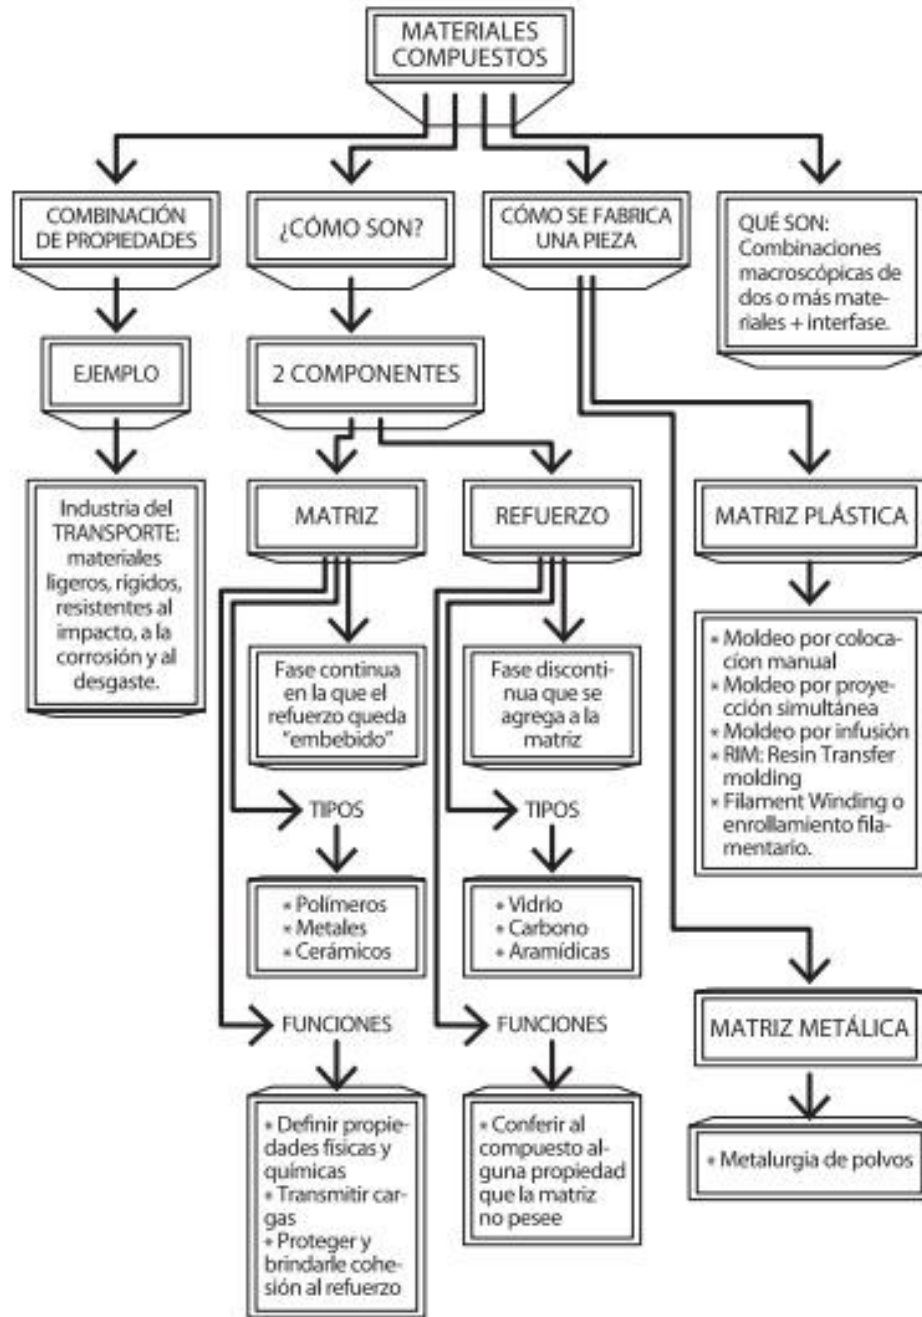 MATERIALES
COMPUESTOS
COMBINACIÓN
DE PROPIEDADES
¿CÓMO SON?
CÓMO SE FABRICA
UNA PIEZA
QUÉ SON:
Combinaciones
macroscópicas de
dos o más mate-
riales + interfase.
EJEMPLO
2 COMPONENTES
Industria del
TRANSPORTE:
materiales
ligeros, rígidos,
resistentes al
impacto, a la
corrosión y al
desgaste.
MATRIZ
REFUERZO
MATRIZ PLÁSTICA
Fase continua
en la que el
refuerzo queda
"embebido"
Fase disconti-
nua que se
agrega a la
matriz
* Moldeo por coloca
cion manual
* Moldeo por proye-
cción simultánea
* Moldeo por infusión
* RIM: Resin Transfer
molding
* Filament Winding o
enrollamiento fila-
mentario.
TIPOS
TIPOS
* Polímeros
* Metales
* Cerámicos
* Vidrio
* Carbono
* Aramídicas
MATRIZ METÁLICA
FUNCIONES
FUNCIONES
* Definir propie-
dades físicas y
químicas
* Transmitir car-
gas
* Proteger y
brindarle cohe-
sión al refuerzo
* Conferir al
compuesto al-
guna propiedad
que la matriz
no pesee
* Metalurgia de polvos